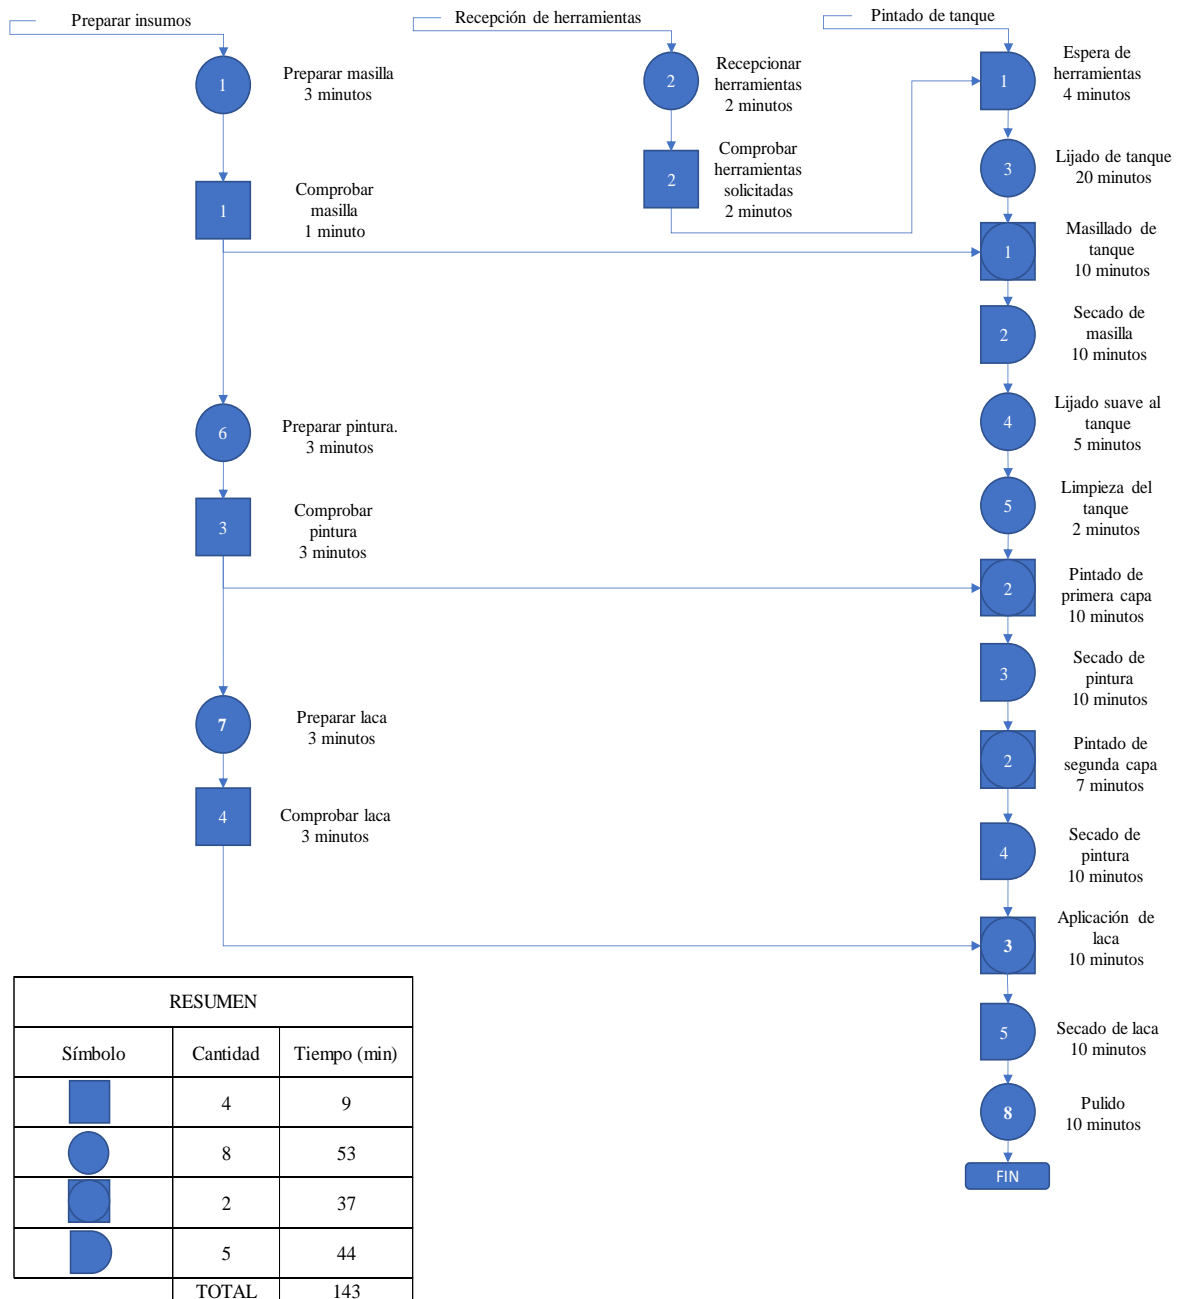 Preparar insumos
Recepción de herramientas
Pintado de tanque
1
Preparar masilla
3 minutos
1
Comprobar
masilla
1 minuto
6
Preparar pintura.
3 minutos
3
Comprobar
pintura
3 minutos
7
Preparar laca
3 minutos
4
Comprobar laca
3 minutos
2
Recepcionar
herramientas
2 minutos
2
Comprobar
herramientas
solicitadas
2 minutos
1
Espera de
herramientas
4 minutos
3
Lijado de tanque
20 minutos
1
Masillado de
tanque
10 minutos
2
Secado de
masilla
10 minutos
4
Lijado suave al
tanque
5 minutos
5
Limpieza del
tanque
2 minutos
2
Pintado de
primera capa
10 minutos
3
Secado de
pintura
10 minutos
2
Pintado de
segunda capa
7 minutos
4
Secado de
pintura
10 minutos
3
Aplicación de
laca
10 minutos
5
Secado de laca
10 minutos
8
Pulido
10 minutos
FIN
RESUMEN
Símbolo Cantidad Tiempo (min)
4 9
8 53
2 37
5 44
TOTAL 143